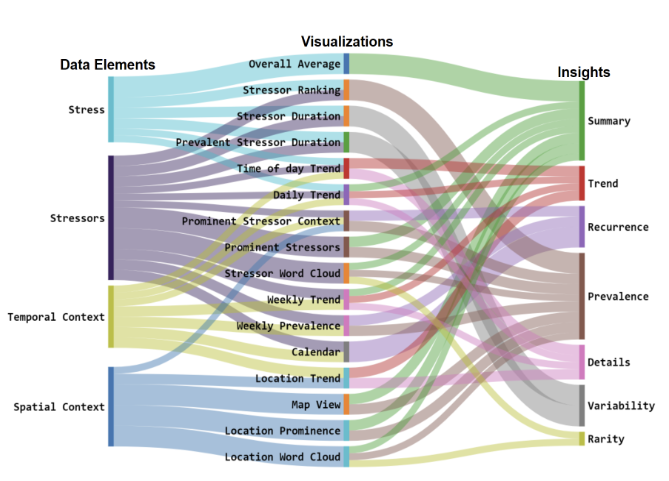 Data Elements
Visualizations
Insights
Stress
Stressors
Temporal Context
Spatial Context
Overall Average
Stressor Ranking
Stressor Duration
Prevalent Stressor Duration
Time of day Trend
Daily Trend
Prominent Stressor Context
Prominent Stressors
Stressor Word Cloud
Weekly Trend
Weekly Prevalence
Calendar
Location Trend
Map View
Location Prominence
Location Word Cloud
Summary
Trend
Recurrence
Prevalence
Details
Variability
Rarity